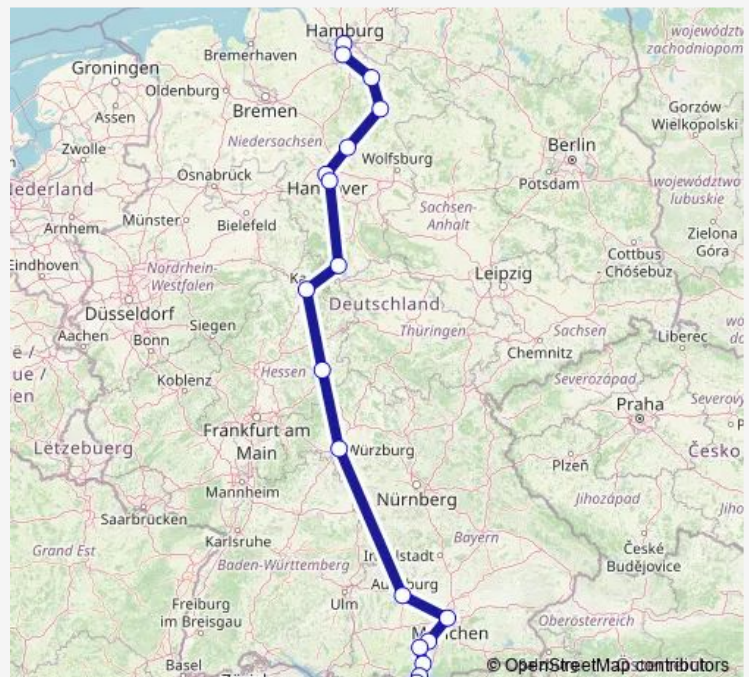 Hamburg
województwo
zachodniopom
Bremerhaven
Groningen
Oldenburg
Assen
Bremen
Gorzów
Wielkopolski
Niedersachsen
Zwolle
Wolfsburg
Berlin
Osnabrück
Potsdam
województwo
lubuskie
Nederland
Münster
Bielefeld
Sachsen-
Anhalt
Arnhem
Zielona
Góra
Eindhoven
Nordrhein-
Westfalen
Cottbus
- Chóśebuz
Leipzig
Deutschland
Düsseldorf
Siegen
Thüringen
Sachsen
Liberec
Aachen
Bonn
Chemnitz
Hessen
Koblenz
Severozápad
Praha
Frankfurt am
Main
Lëtzebuerg
Würzburg
Plzeň
Česko
Mannheim
Nürnberg
Jihozápad
Saarbrücken
Karlsruhe
Bayern
Grand Est
Baden-Württemberg
České
Budějovice
Freiburg
im Breisgau
Ulm
Oberösterreich
Basel
© OpenStreetMap contributors